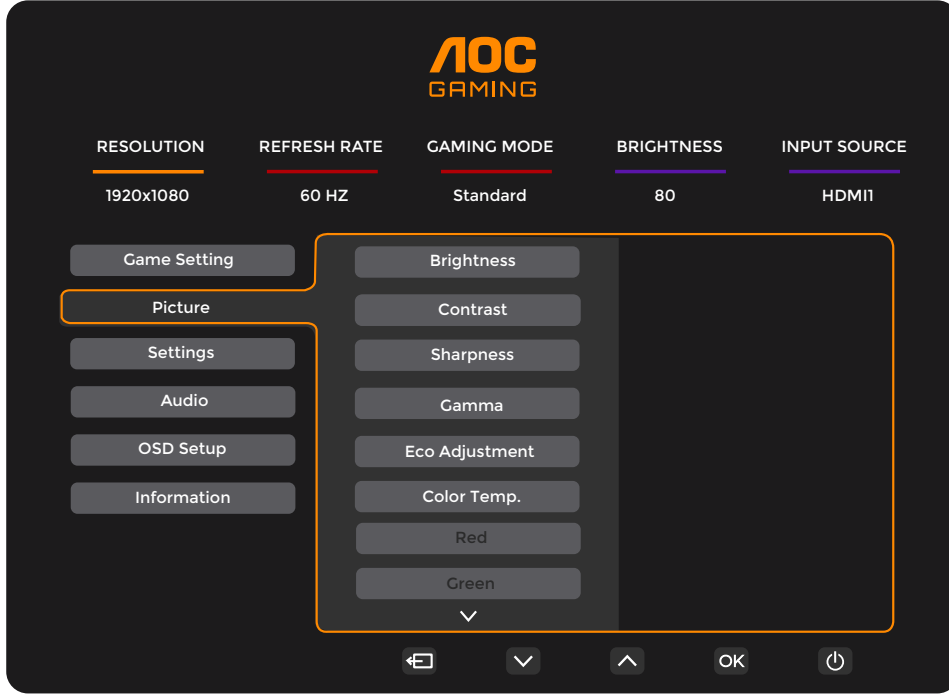 AOC
GAMING
RESOLUTION REFRESH RATE GAMING MODE BRIGHTNESS INPUT SOURCE
1920x1080 60 HZ Standard 80 HDMI1
Game Setting
Picture
Settings
Audio
OSD Setup
Information
Brightness
Contrast
Sharpness
Gamma
Eco Adjustment
Color Temp.
Red
Green
OK